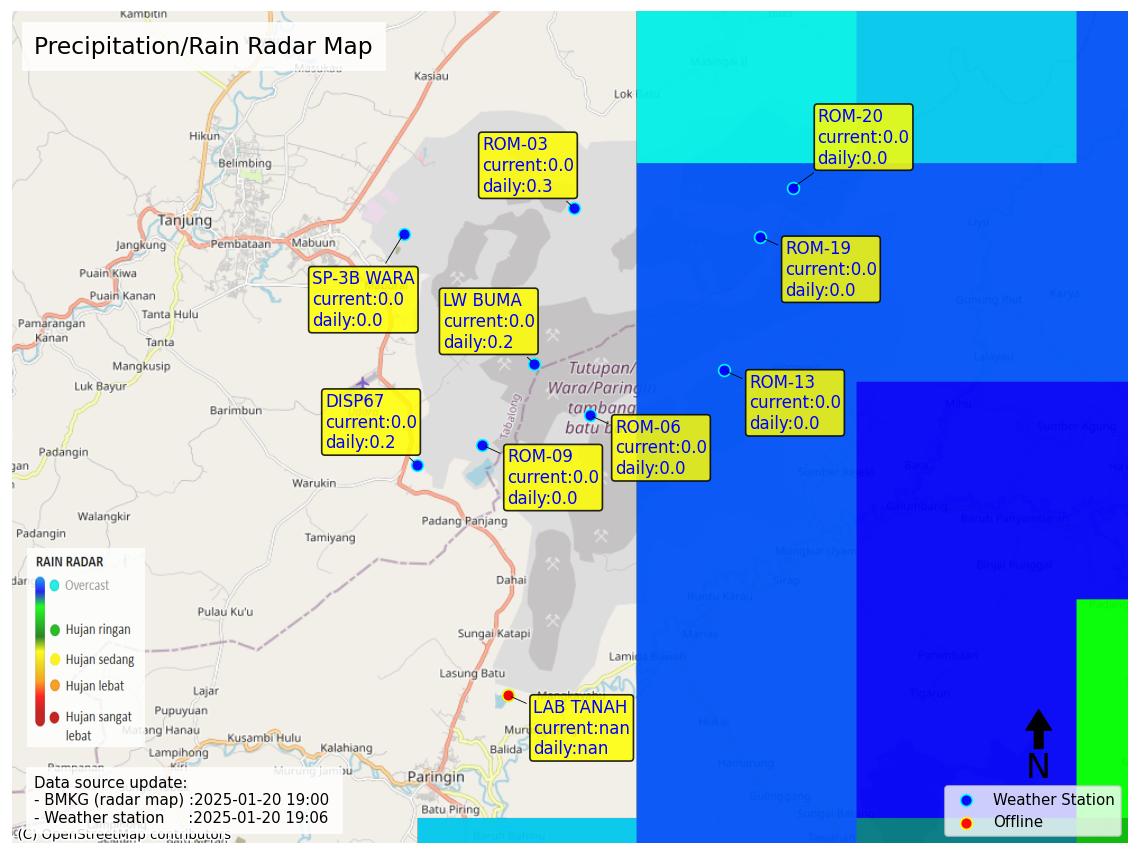 Precipitation/Rain Radar Map
Kambitin
Masukau
Kasiau
Hikun
Belimbing
Tanjung
Jangkung
Pembataan
Mabuun
Puain Kiwa
Puain Kanan
Pamarangan
Kanan
Tanta Hulu
Tanta
Mangkusip
Luk Bayur
Barimbun
Padangin
Warukin
Walangkir
Padangin
Tamiyang
Padang Panjang
Dahai
Pulau Ku'u
Sungai Katapi
Lasung Batu
Lajar
Pupuyuan
Matang Hanau
Lampihong
Kusambi Hulu
Kalahiang
Murung Jambu
Balida
Paringin
Batu Piring
Tabalong
Tutupan/
Wara/Paringin
tambang
ROM-03
current:0.0
daily:0.3
ROM-20
current:0.0
daily:0.0
ROM-19
current:0.0
daily:0.0
SP-3B WARA
current:0.0
daily:0.0
LW BUMA
current:0.0
daily:0.2
ROM-13
current:0.0
daily:0.0
DISP67
current:0.0
daily:0.2
ROM-06
current:0.0
daily:0.0
ROM-09
current:0.0
daily:0.0
LAB TANAH
current:nan
daily:nan
RAIN RADAR
Overcast
Hujan ringan
Hujan sedang
Hujan lebat
Hujan sangat
lebat
Data source update:
- BMKG (radar map) :2025-01-20 19:00
- Weather station :2025-01-20 19:06
(C) OpenStreetMap contributors
N
Weather Station
Offline